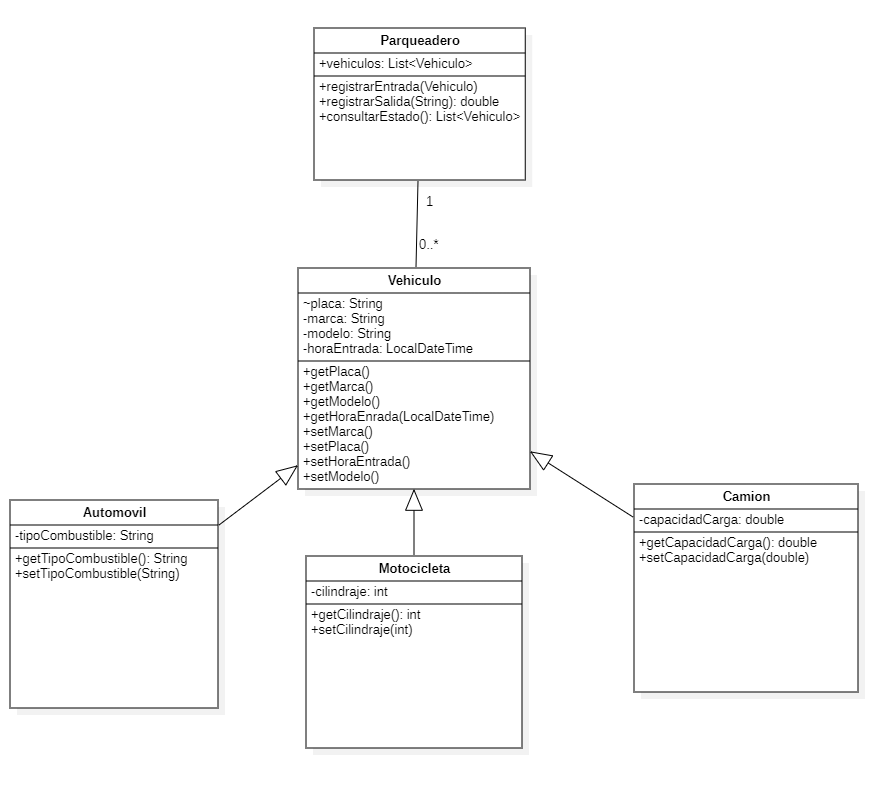 Parqueadero
+vehiculos: List<Vehiculo>
+registrarEntrada(Vehiculo)
+registrarSalida(String): double
+consultarEstado(): List<Vehiculo>
1
0..*
Vehiculo
~placa: String
-marca: String
-modelo: String
-horaEntrada: LocalDateTime
+getPlaca()
+getMarca()
+getModelo()
+getHoraEnrada(LocalDateTime)
+setMarca()
+setPlaca()
+setHoraEntrada()
+setModelo()
Automovil
-tipoCombustible: String
+getTipoCombustible(): String
+setTipoCombustible(String)
Motocicleta
-cilindraje: int
+getCilindraje(): int
+setCilindraje(int)
Camion
-capacidadCarga: double
+getCapacidadCarga(): double
+setCapacidadCarga(double)